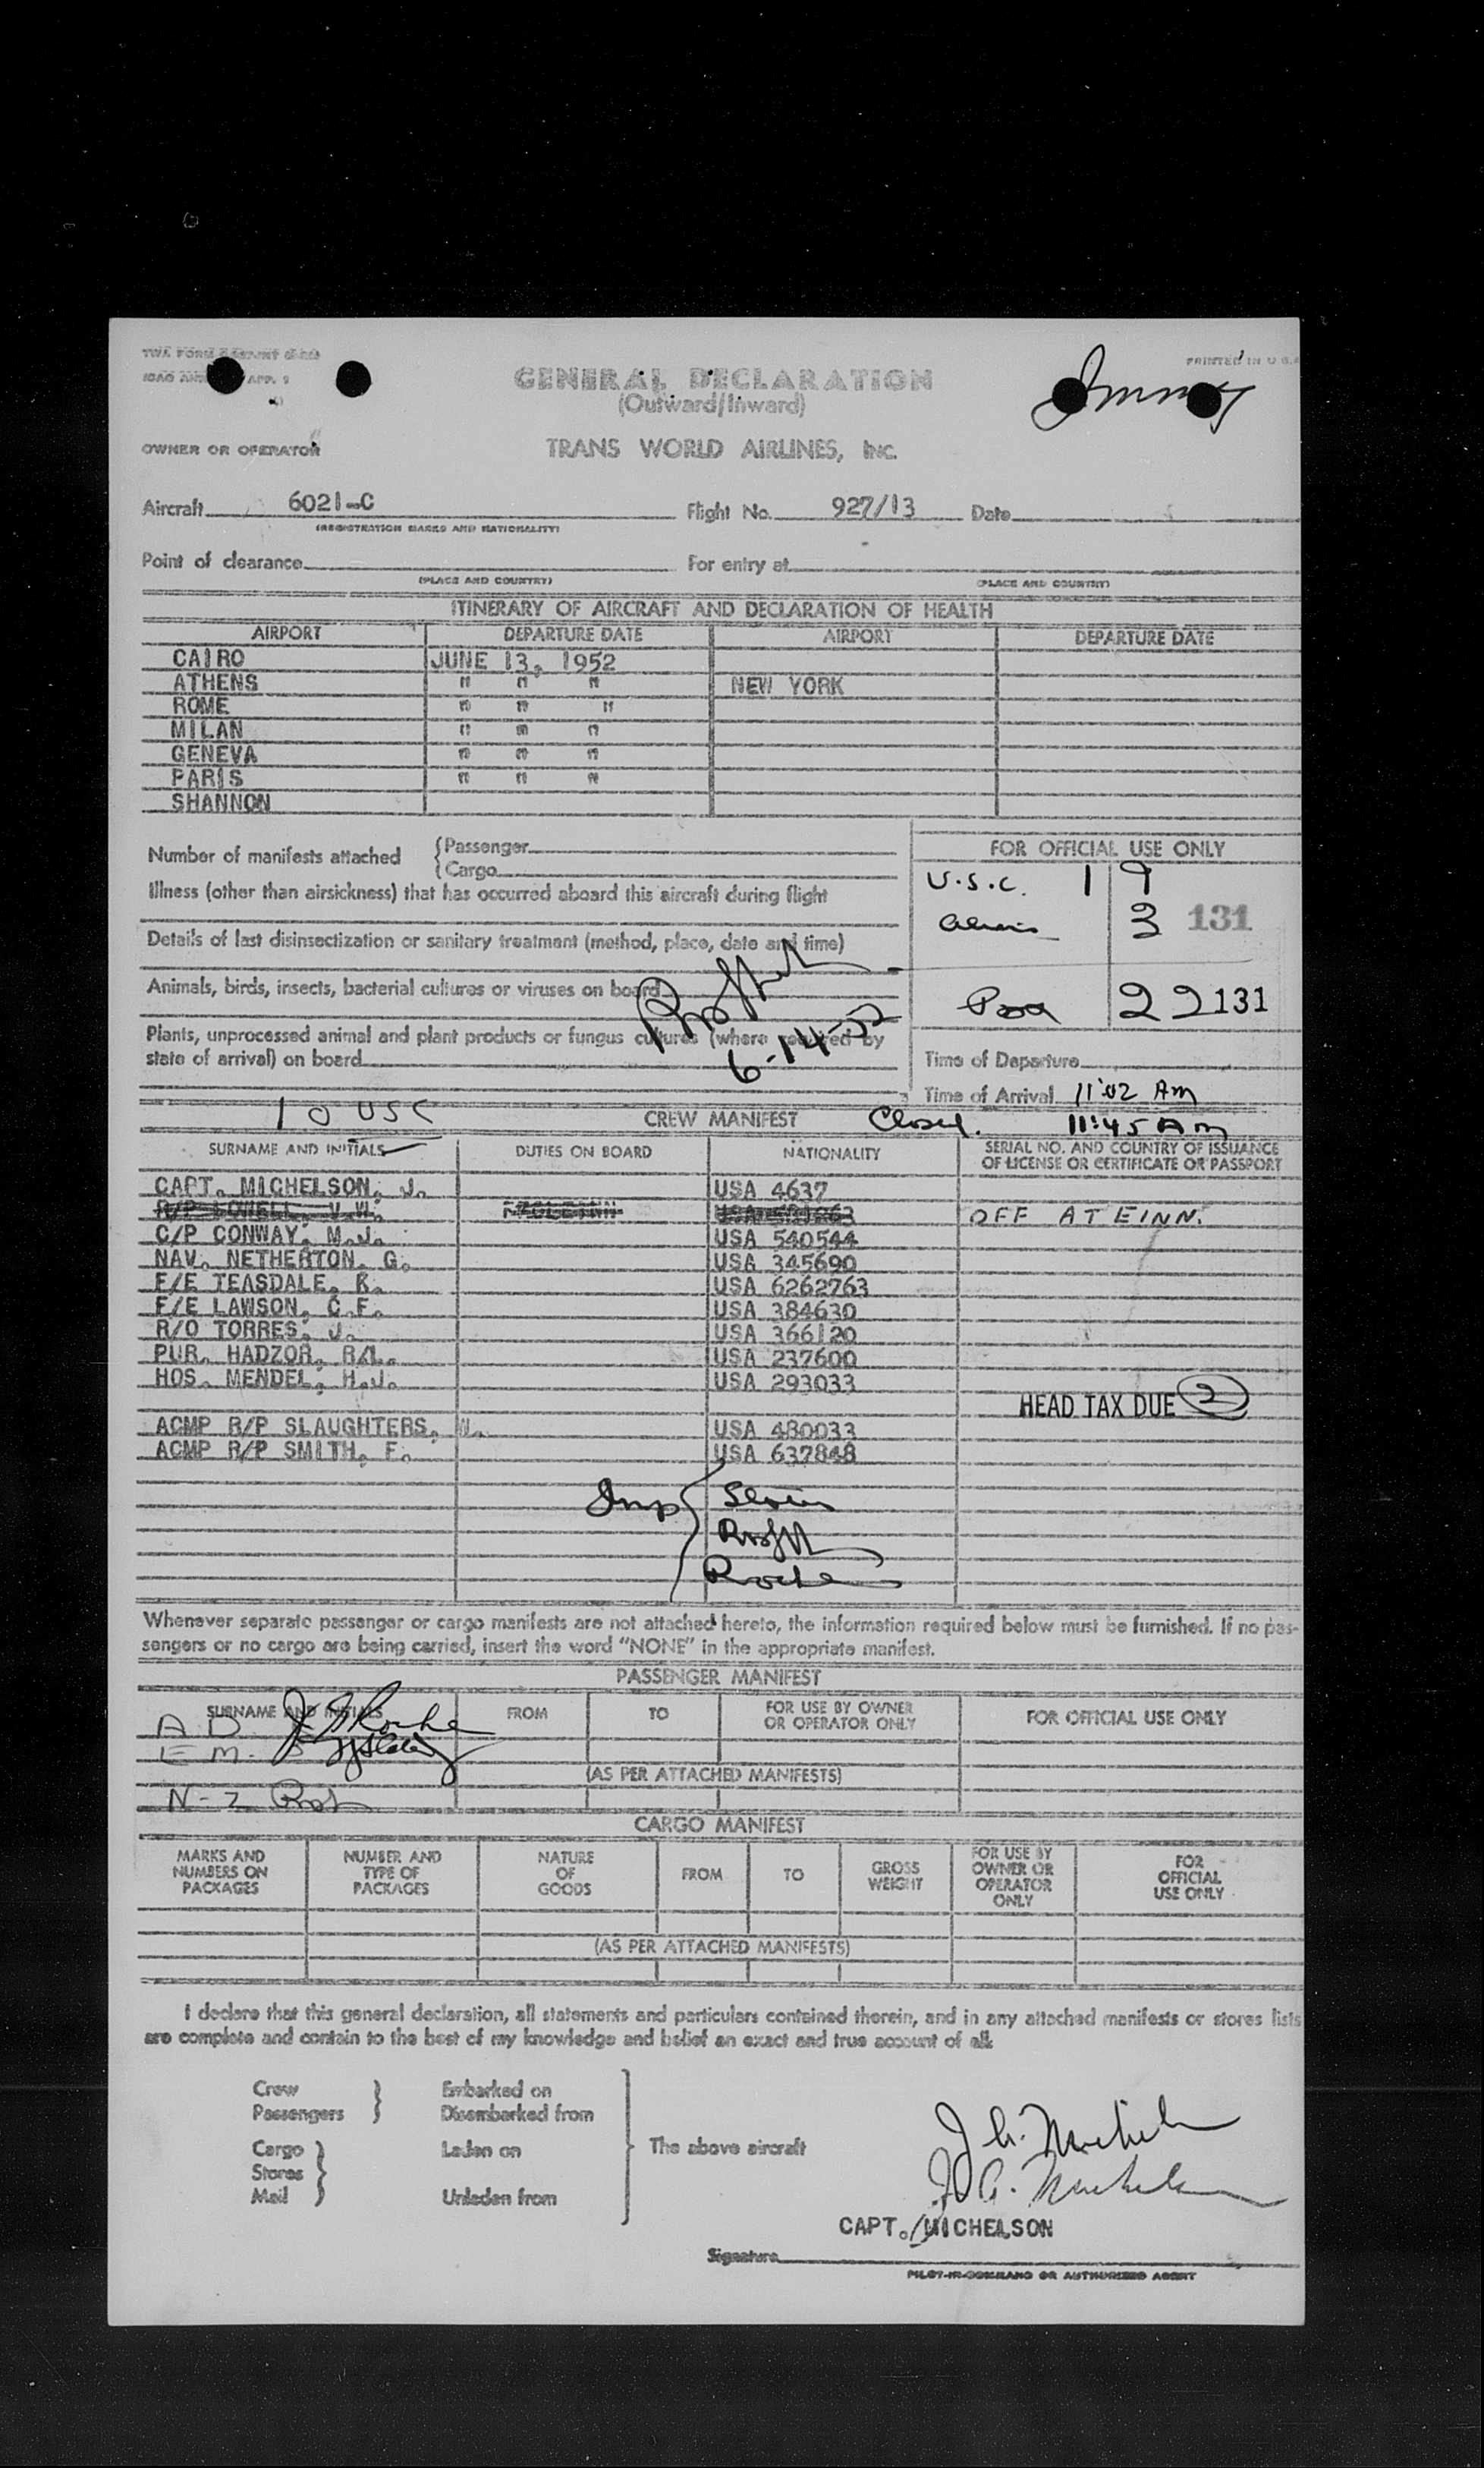 PRINTED IN U.S.A
GENERAL DECLARATION
(Outward/Inward)
OWNER OR OPERATOR
TRANS WORLD AIRLINES, INC.
Aircraft 6021-C Flight No. 927/13 Date
(REGISTRATION MARKS AND NATIONALITY)
Point of clearance For entry at
(PLACE AND COUNTRY) (PLACE AND COUNTRY)
ITINERARY OF AIRCRAFT AND DECLARATION OF HEALTH
AIRPORT DEPARTURE DATE AIRPORT DEPARTURE DATE
CAIRO JUNE 13, 1952
ATHENS " " " NEW YORK
ROME " " "
MILAN " " "
GENEVA " " "
PARIS " " "
SHANNON
Number of manifests attached {Passenger
{Cargo
FOR OFFICIAL USE ONLY
U.S.C. 19
3 131
22 131
Illness (other than airsickness) that has occurred aboard this aircraft during flight
Details of last disinsectization or sanitary treatment (method, place, date and time)
Animals, birds, insects, bacterial cultures or viruses on board
Plants, unprocessed animal and plant products or fungus cultures (where required by
state of arrival) on board
6-14-52
Time of Departure
Time of Arrival 11:02 AM
Closed. 11:45 AM
10 USC
CREW MANIFEST
SURNAME AND INITIALS DUTIES ON BOARD NATIONALITY SERIAL NO. AND COUNTRY OF ISSUANCE
OF LICENSE OR CERTIFICATE OR PASSPORT
CAPT. MICHELSON, J. USA 4637
R/P LOWELL, V.W. OFF AT EINN.
C/P CONWAY, M.J. USA 540544
NAV. NETHERTON, G. USA 345690
F/E TEASDALE, R. USA 6262763
F/E LAWSON, C.F. USA 384630
R/O TORRES, J. USA 366120
PUR. HADZOR, R.L. USA 237600
HOS. MENDEL, H.J. USA 293033
HEAD TAX DUE 2
ACMP R/P SLAUGHTERS, W. USA 480033
ACMP R/P SMITH, F. USA 637848
Whenever separate passenger or cargo manifests are not attached hereto, the information required below must be furnished. If no pas-
sengers or no cargo are being carried, insert the word "NONE" in the appropriate manifest.
PASSENGER MANIFEST
SURNAME AND INITIALS FROM TO FOR USE BY OWNER
OR OPERATOR ONLY
FOR OFFICIAL USE ONLY
A D
E M
(AS PER ATTACHED MANIFESTS)
N-Z
CARGO MANIFEST
MARKS AND
NUMBERS ON
PACKAGES
NUMBER AND
TYPE OF
PACKAGES
NATURE
OF
GOODS
FROM
TO
GROSS
WEIGHT
FOR USE BY
OWNER OR
OPERATOR
ONLY
FOR
OFFICIAL
USE ONLY
(AS PER ATTACHED MANIFESTS)
I declare that this general declaration, all statements and particulars contained therein, and in any attached manifests or stores lists
are complete and contain to the best of my knowledge and belief an exact and true account of all:
Crew
Passengers
Embarked on
Disembarked from
Cargo
Stores
Mail
Laden on
Unladen from
The above aircraft
CAPT. MICHELSON
Signature
PILOT-IN-COMMAND OR AUTHORIZED AGENT